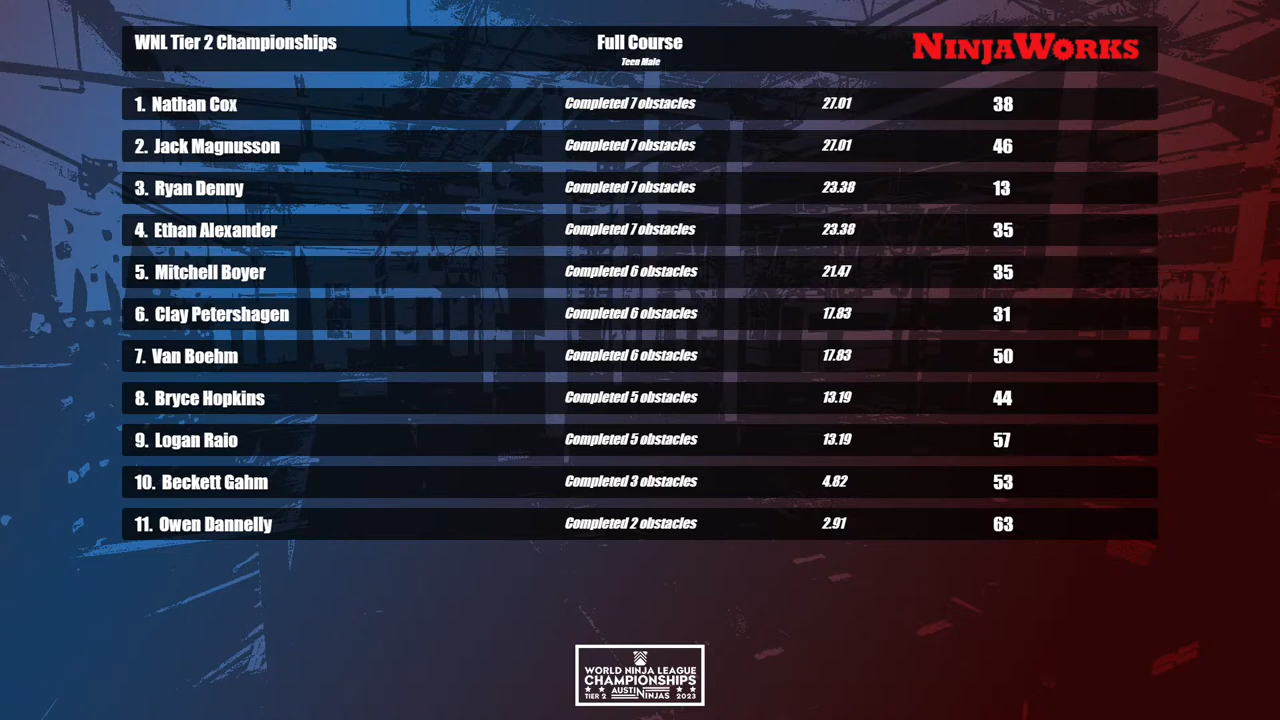 WNL Tier 2 Championships Full Course NINJAWORKS
Teen Male
1. Nathan Cox Completed 7 obstacles 27.01 38
2. Jack Magnusson Completed 7 obstacles 27.01 46
3. Ryan Denny Completed 7 obstacles 23.38 13
4. Ethan Alexander Completed 7 obstacles 23.38 35
5. Mitchell Boyer Completed 6 obstacles 21.47 35
6. Clay Petershagen Completed 6 obstacles 17.83 31
7. Van Boehm Completed 6 obstacles 17.83 50
8. Bryce Hopkins Completed 5 obstacles 13.19 44
9. Logan Raio Completed 5 obstacles 13.19 57
10. Beckett Gahm Completed 3 obstacles 4.82 53
11. Owen Dannelly Completed 2 obstacles 2.91 63
WORLD NINJA LEAGUE
CHAMPIONSHIPS
TIER 2 AUSTIN NINJAS 2023